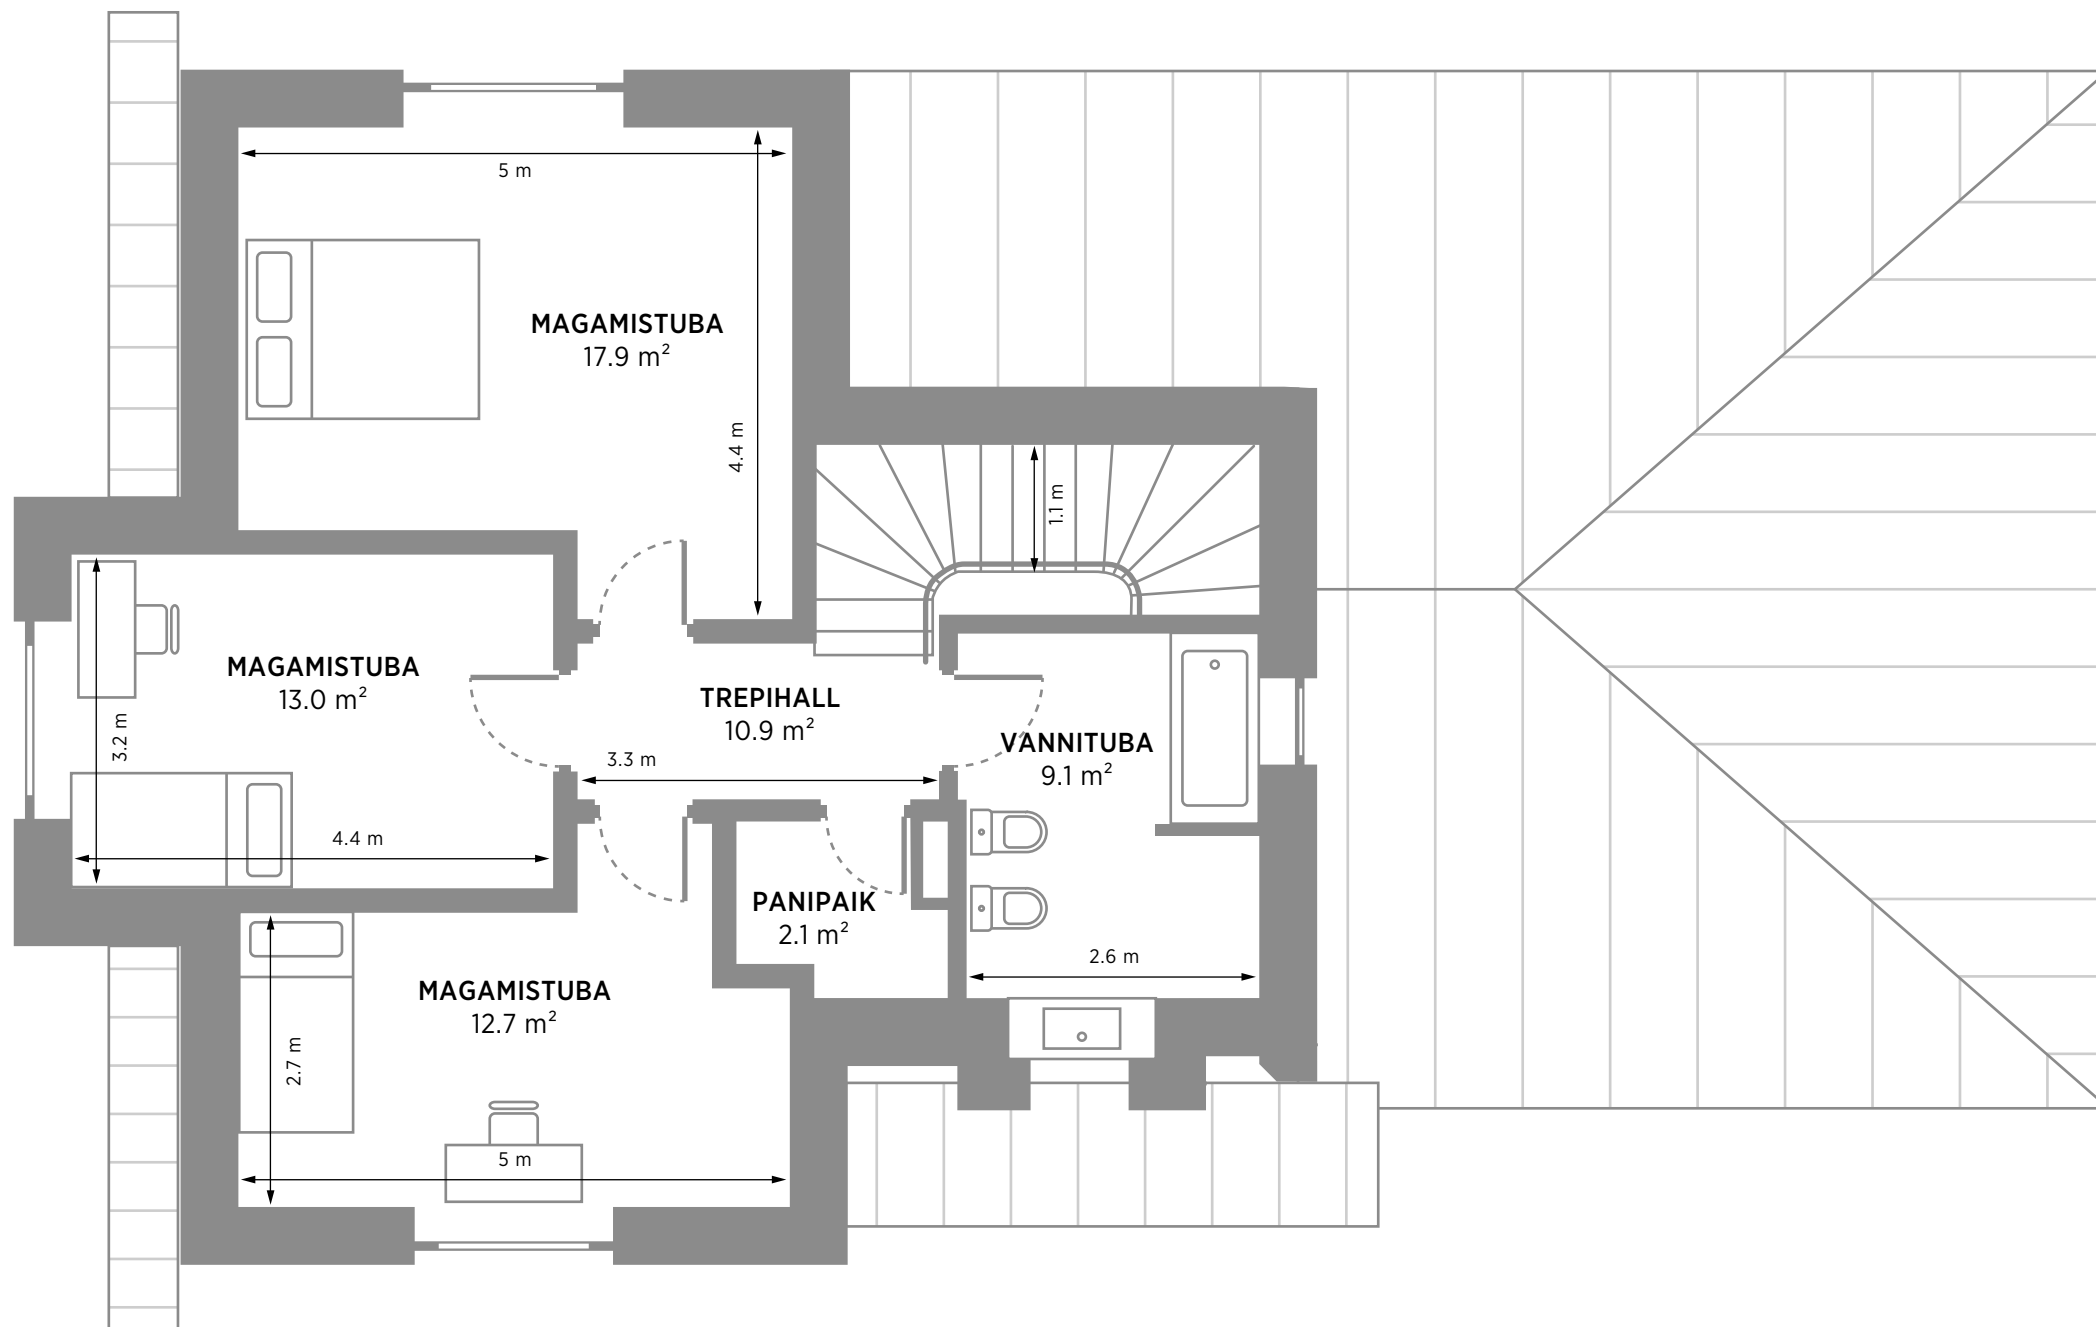 5 m
MAGAMISTUBA
17.9 m²
4.4 m
1.1 m
MAGAMISTUBA
13.0 m²
3.2 m
4.4 m
TREPIHALL
10.9 m²
3.3 m
VANNITUBA
9.1 m²
2.6 m
PANIPAIK
2.1 m²
MAGAMISTUBA
12.7 m²
2.7 m
5 m